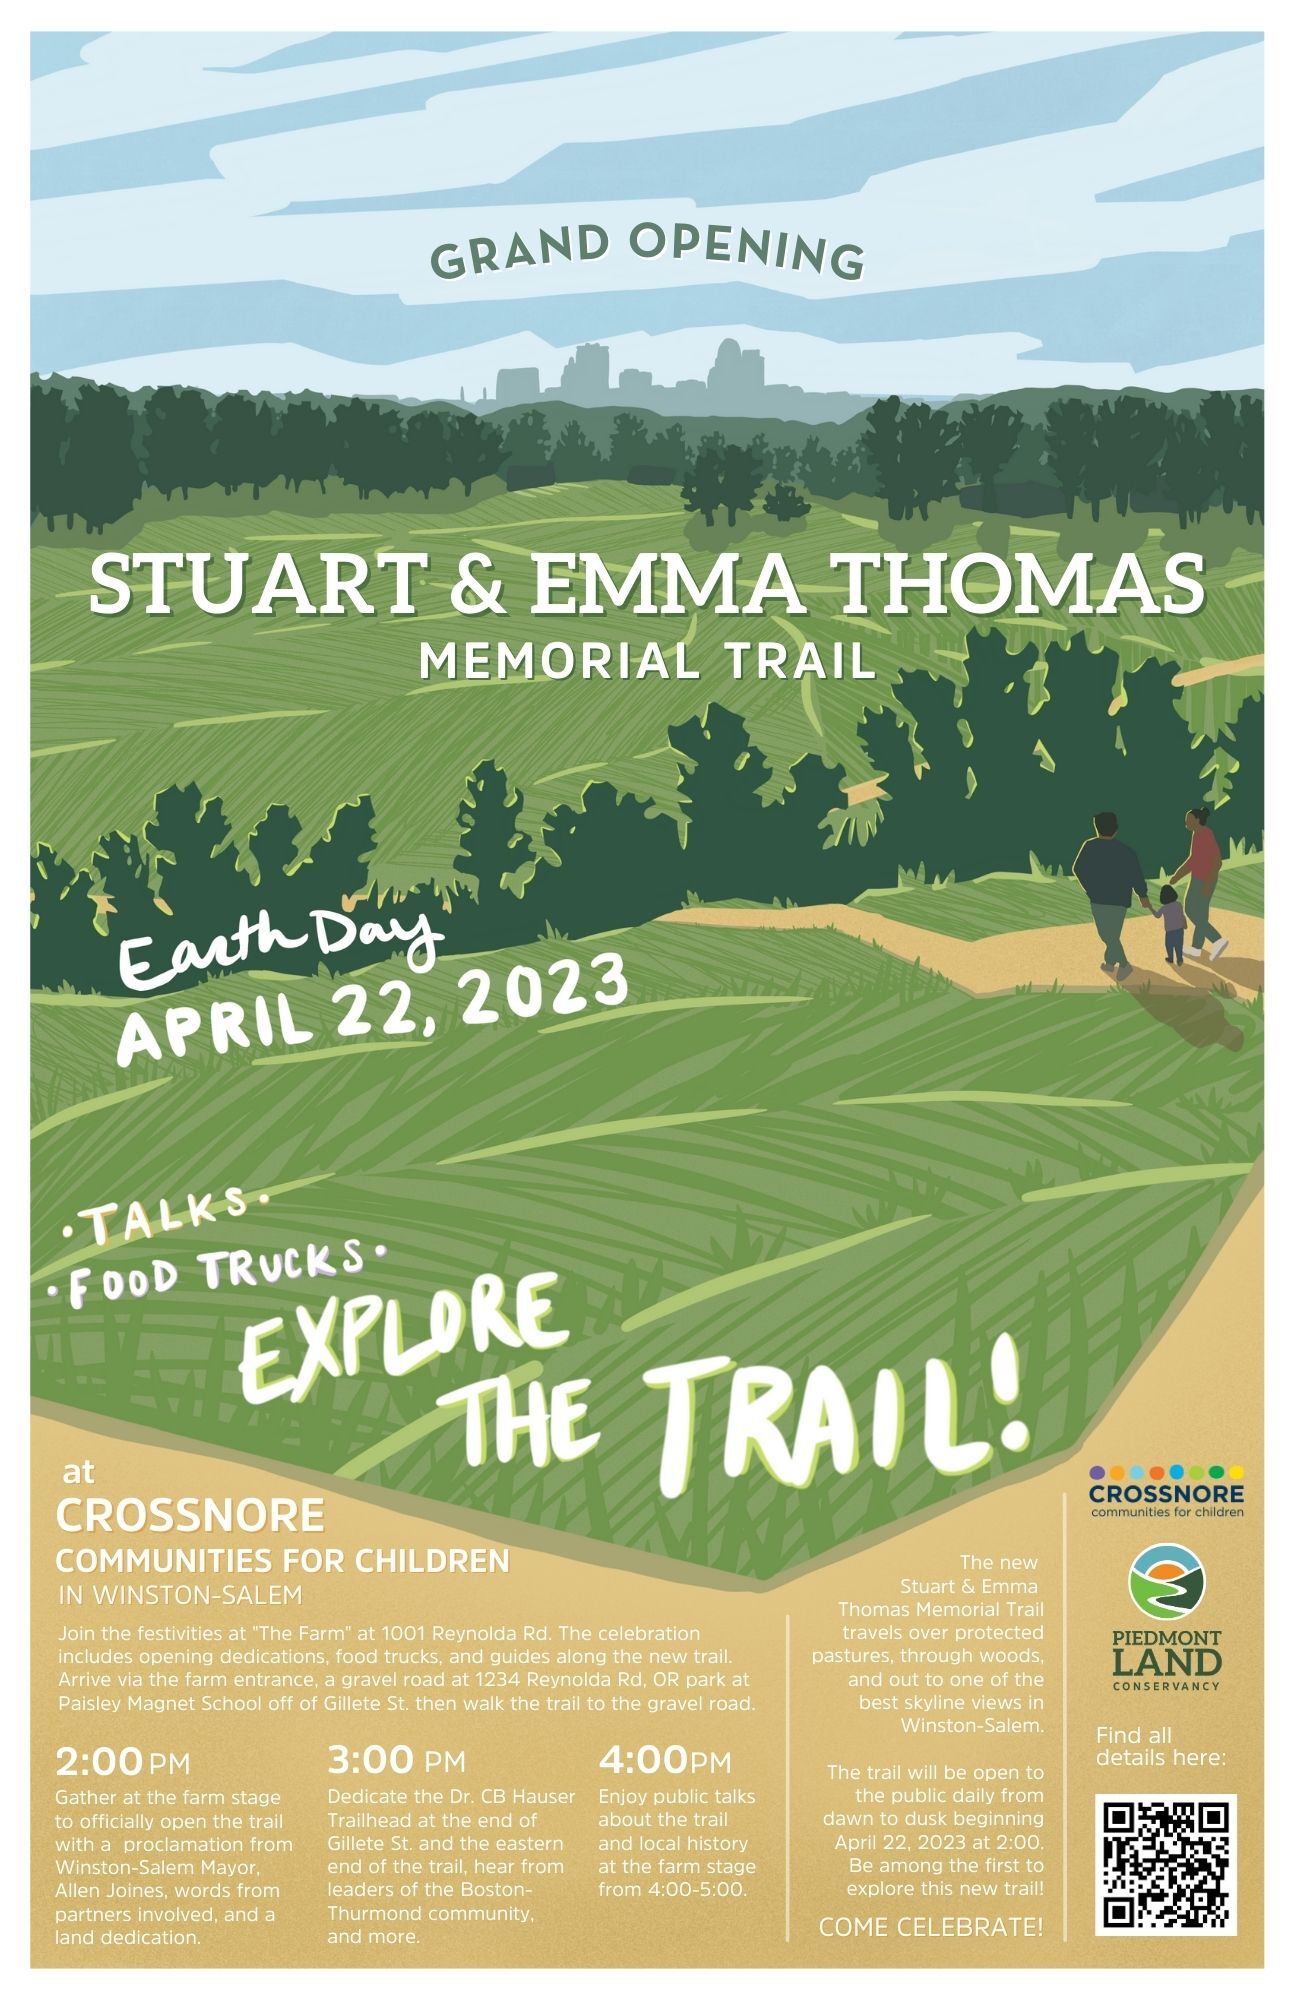 GRAND OPENING
STUART & EMMA THOMAS
MEMORIAL TRAIL
Earth Day
APRIL 22, 2023
·TALKS·
·FOOD TRUCKS·
EXPLORE
THE TRAIL!
at
CROSSNORE
COMMUNITIES FOR CHILDREN
IN WINSTON-SALEM
Join the festivities at "The Farm" at 1001 Reynolda Rd. The celebration
includes opening dedications, food trucks, and guides along the new trail.
Arrive via the farm entrance, a gravel road at 1234 Reynolda Rd, OR park at
Paisley Magnet School off of Gillete St. then walk the trail to the gravel road.
2:00 PM
Gather at the farm stage
to officially open the trail
with a proclamation from
Winston-Salem Mayor,
Allen Joines, words from
partners involved, and a
land dedication.
3:00 PM
Dedicate the Dr. CB Hauser
Trailhead at the end of
Gillete St. and the eastern
end of the trail, hear from
leaders of the Boston-
Thurmond community,
and more.
4:00PM
Enjoy public talks
about the trail
and local history
at the farm stage
from 4:00-5:00.
The new
Stuart & Emma
Thomas Memorial Trail
travels over protected
pastures, through woods,
and out to one of the
best skyline views in
Winston-Salem.
The trail will be open to
the public daily from
dawn to dusk beginning
April 22, 2023 at 2:00.
Be among the first to
explore this new trail!
COME CELEBRATE!
CROSSNORE
communities for children
PIEDMONT
LAND
CONSERVANCY
Find all
details here: